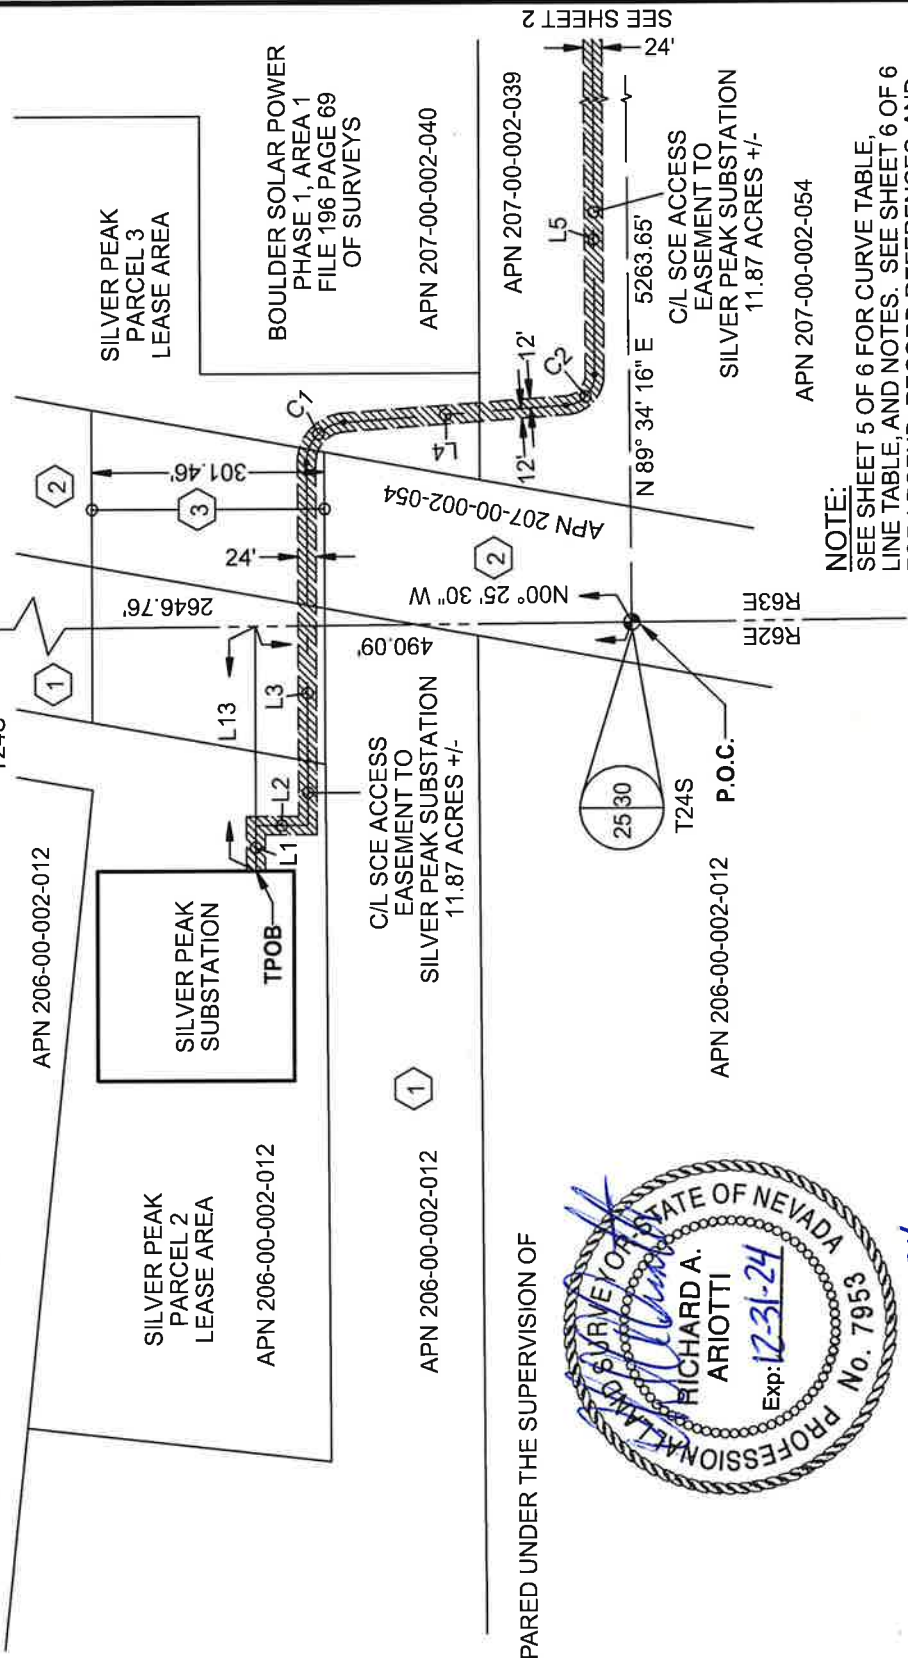 SEE SHEET 2
24'
SILVER PEAK
PARCEL 3
LEASE AREA
BOULDER SOLAR POWER
PHASE 1, AREA 1
FILE 196 PAGE 69
OF SURVEYS
APN 207-00-002-040
APN 207-00-002-039
L5
C/L SCE ACCESS
EASEMENT TO
SILVER PEAK SUBSTATION
11.87 ACRES +/-
APN 207-00-002-054
N 89° 34' 16" E 5263.65'
C1
C2
L4
12'
12'
2
301.46'
3
24'
APN 207-00-002-054
2
N00° 25' 30" W
2646.76'
490.09'
R63E
R62E
1
L13
L3
L2
L1
TPOB
C/L SCE ACCESS
EASEMENT TO
SILVER PEAK SUBSTATION
11.87 ACRES +/-
25 30
T24S
P.O.C.
APN 206-00-002-012
SILVER PEAK
SUBSTATION
1
APN 206-00-002-012
SILVER PEAK
PARCEL 2
LEASE AREA
APN 206-00-002-012
APN 206-00-002-012
NOTE:
SEE SHEET 5 OF 6 FOR CURVE TABLE,
LINE TABLE, AND NOTES. SEE SHEET 6 OF 6
PARED UNDER THE SUPERVISION OF
PROFESSIONAL LAND SURVEYOR-STATE OF NEVADA
RICHARD A.
ARIOTTI
Exp: 12-31-24
No. 7953